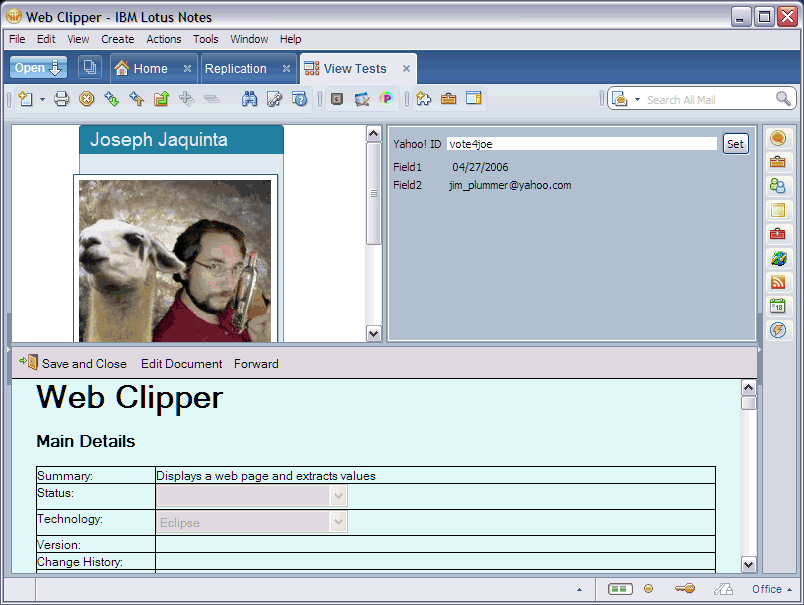 Web Clipper - IBM Lotus Notes
File Edit View Create Actions Tools Window Help
Open Home Replication View Tests
Search All Mail
Joseph Jaquinta
Yahoo! ID vote4joe Set
Field1 04/27/2006
Field2 jim_plummer@yahoo.com
Save and Close Edit Document Forward
Web Clipper
Main Details
Summary: Displays a web page and extracts values
Status:
Technology: Eclipse
Version:
Change History:
Office